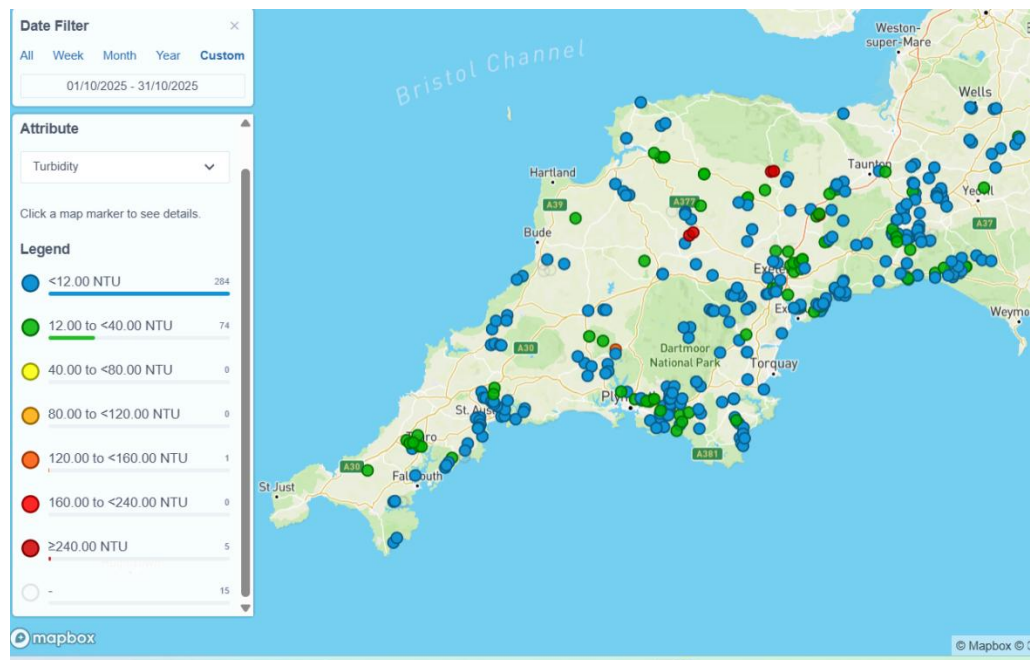 Date Filter ×
All Week Month Year Custom
01/10/2025 - 31/10/2025
Attribute
Turbidity
Click a map marker to see details.
Legend
<12.00 NTU 284
12.00 to <40.00 NTU 74
40.00 to <80.00 NTU 0
80.00 to <120.00 NTU 0
120.00 to <160.00 NTU 1
160.00 to <240.00 NTU 0
≥240.00 NTU 5
- 15
mapbox
Bristol Channel
Weston-
super-Mare
Wells
Taunton
Yeovil
A37
Hartland
A39
A377
Bude
Exeter
Weymo
A30
Dartmoor
National Park
Torquay
Plymouth
St. Aus
A381
Truro
A30
Falmouth
St Just
© Mapbox ©